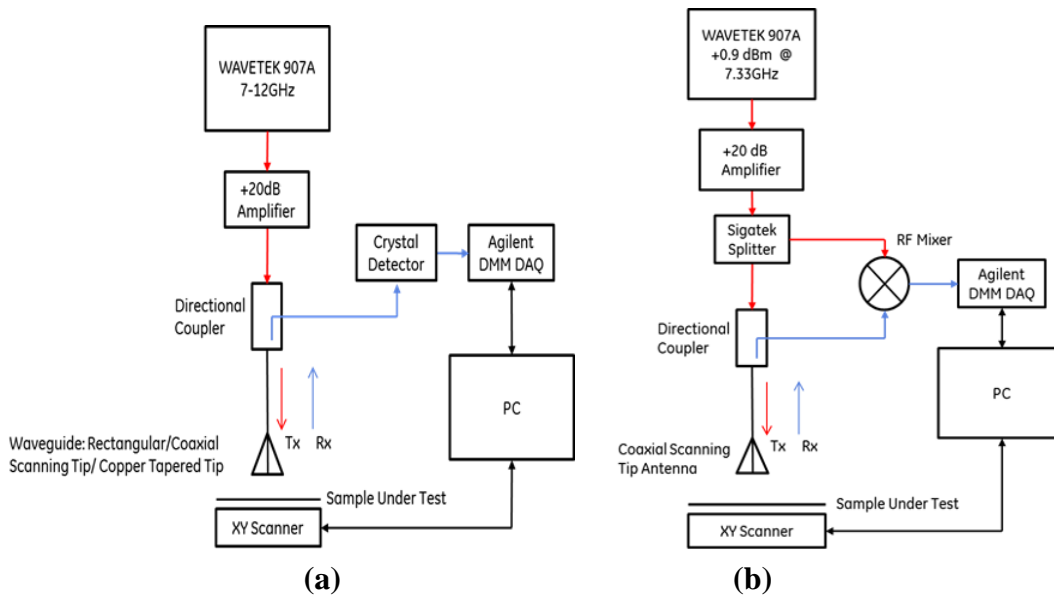 WAVETEK 907A
7-12GHz
+20dB
Amplifier
Crystal
Detector
Agilent
DMM DAQ
Directional
Coupler
PC
Tx
Rx
Waveguide: Rectangular/Coaxial
Scanning Tip/ Copper Tapered Tip
Sample Under Test
XY Scanner
(a)
WAVETEK 907A
+0.9 dBm @
7.33GHz
+20 dB
Amplifier
Sigatek
Splitter
RF Mixer
Agilent
DMM DAQ
Directional
Coupler
PC
Tx
Rx
Coaxial Scanning
Tip Antenna
Sample Under Test
XY Scanner
(b)